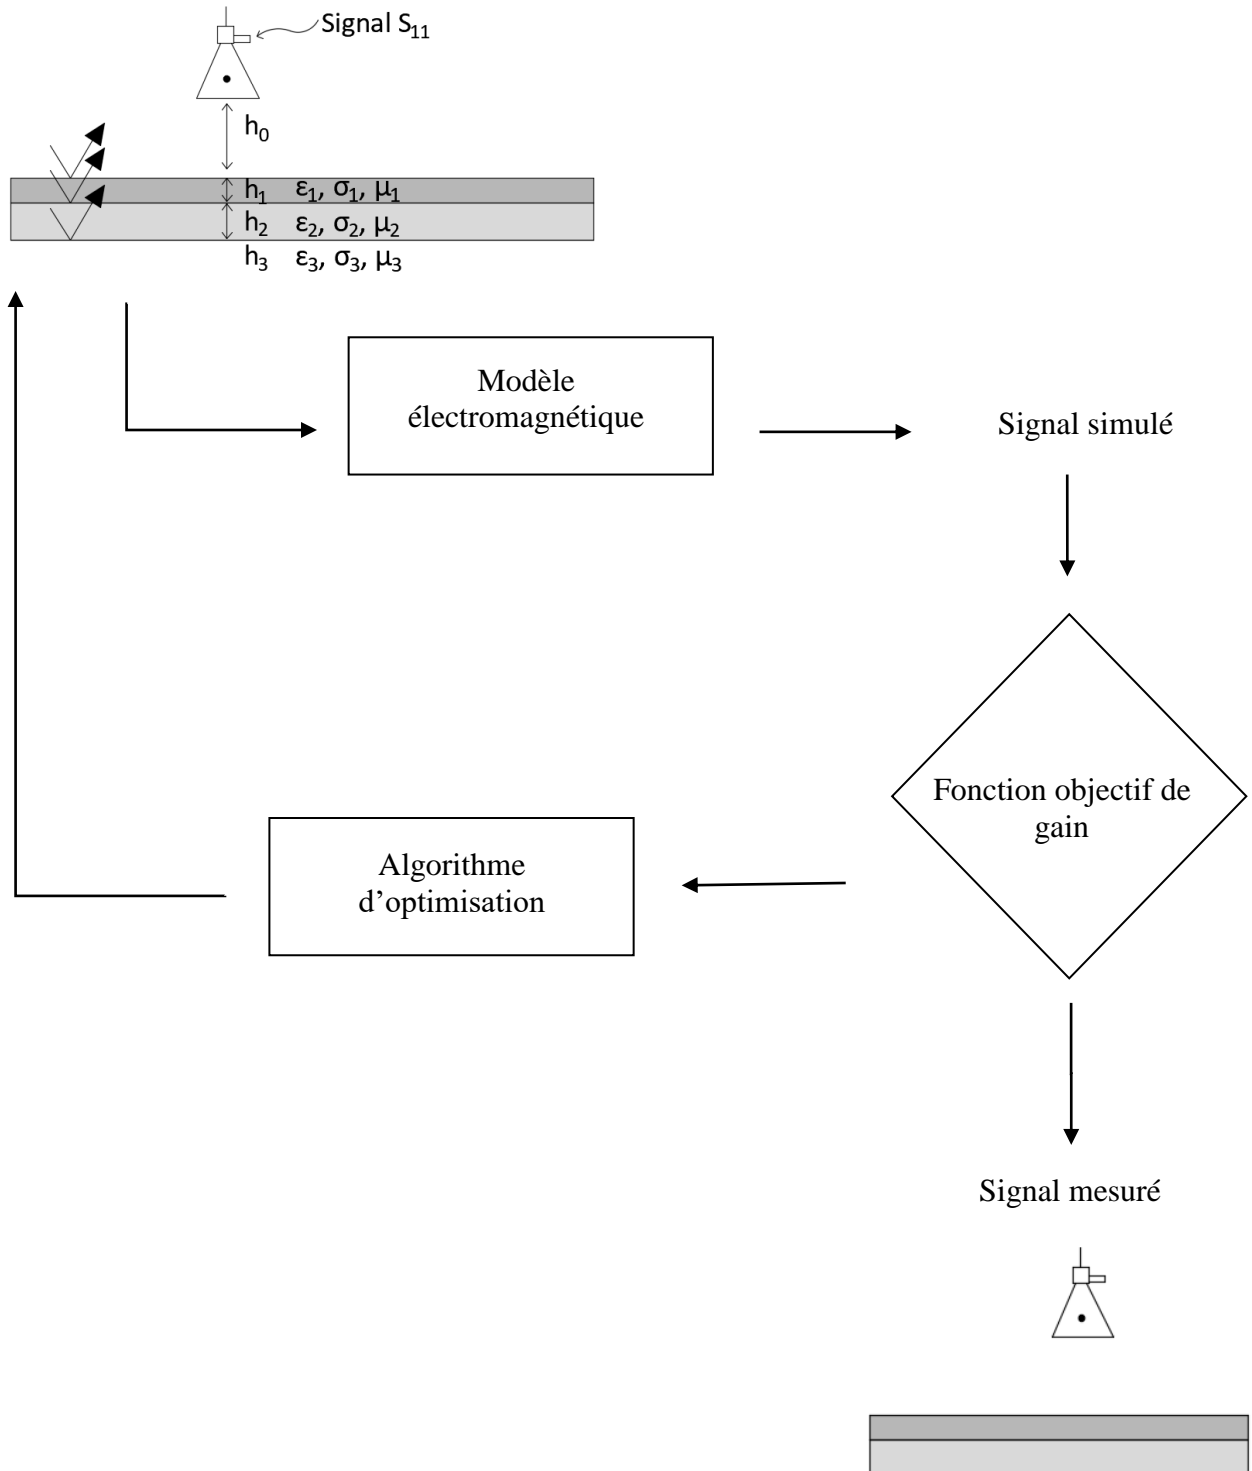 Signal S₁₁
h₀
h₁ ε₁, σ₁, μ₁
h₂ ε₂, σ₂, μ₂
h₃ ε₃, σ₃, μ₃
Modèle
électromagnétique
Signal simulé
Fonction objectif de
gain
Algorithme
d’optimisation
Signal mesuré